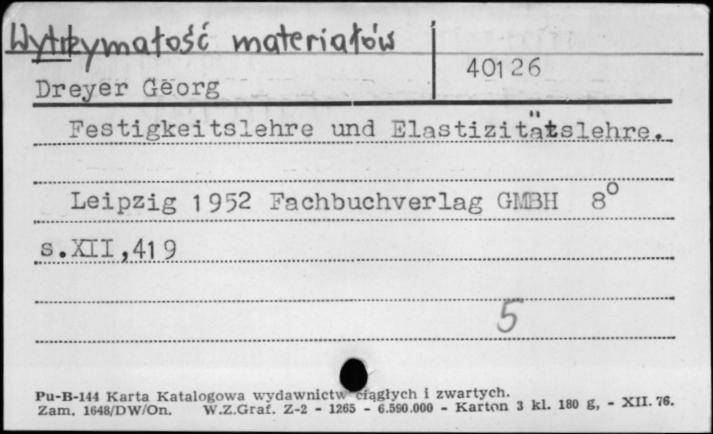 Wytrzymałość materiałów
40126
Dreyer Georg
Festigkeitslehre und Elastizitätslehre.
Leipzig 1952 Fachbuchverlag GMBH 8°
s.XII,419
5
Pu-B-144 Karta Katalogowa wydawnictw ciągłych i zwartych.
Zam. 1648/DW/On. W.Z.Graf. Z-2 - 1265 - 6.590.000 - Karton 3 kl. 180 g, - XII. 76.